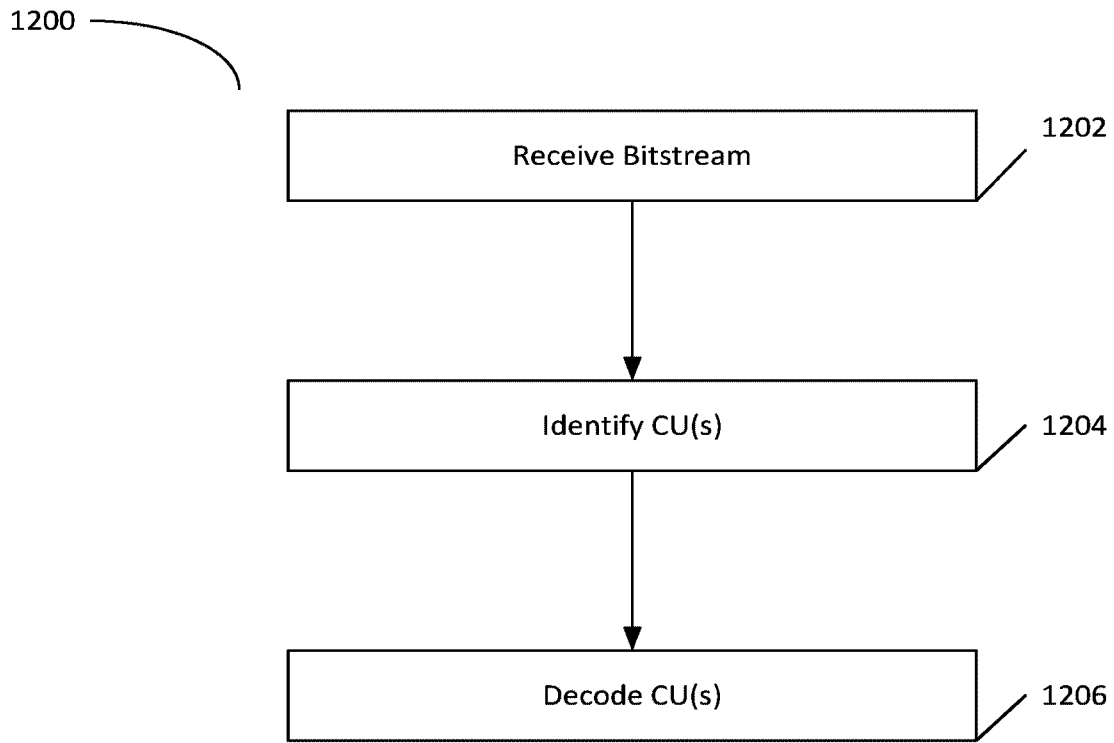 1200
Receive Bitstream
1202
Identify CU(s)
1204
Decode CU(s)
1206